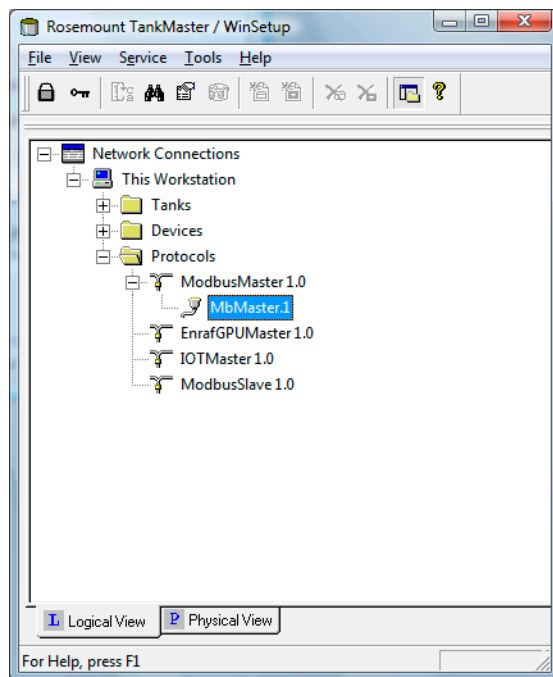 Rosemount TankMaster / WinSetup
File View Service Tools Help
Network Connections
This Workstation
Tanks
Devices
Protocols
ModbusMaster 1.0
MbMaster.1
EnrafGPUMaster 1.0
IOTMaster 1.0
ModbusSlave 1.0
L Logical View P Physical View
For Help, press F1